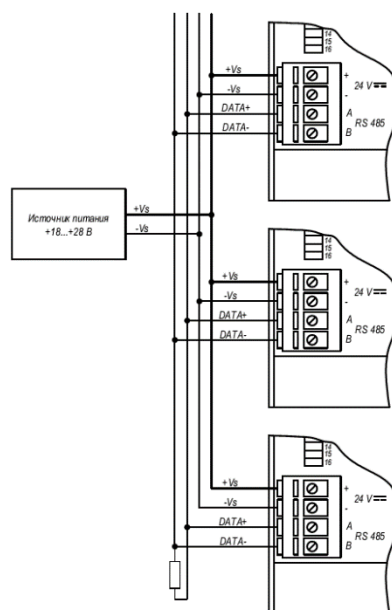 14
15
16
+Vs
+
24 V
-Vs
-
DATA+
A
RS 485
DATA-
B
Источник питания
+18...+28 В
+Vs
-Vs
14
15
16
+Vs
+
24 V
-Vs
-
DATA+
A
RS 485
DATA-
B
14
15
16
+Vs
+
24 V
-Vs
-
DATA+
A
RS 485
DATA-
B